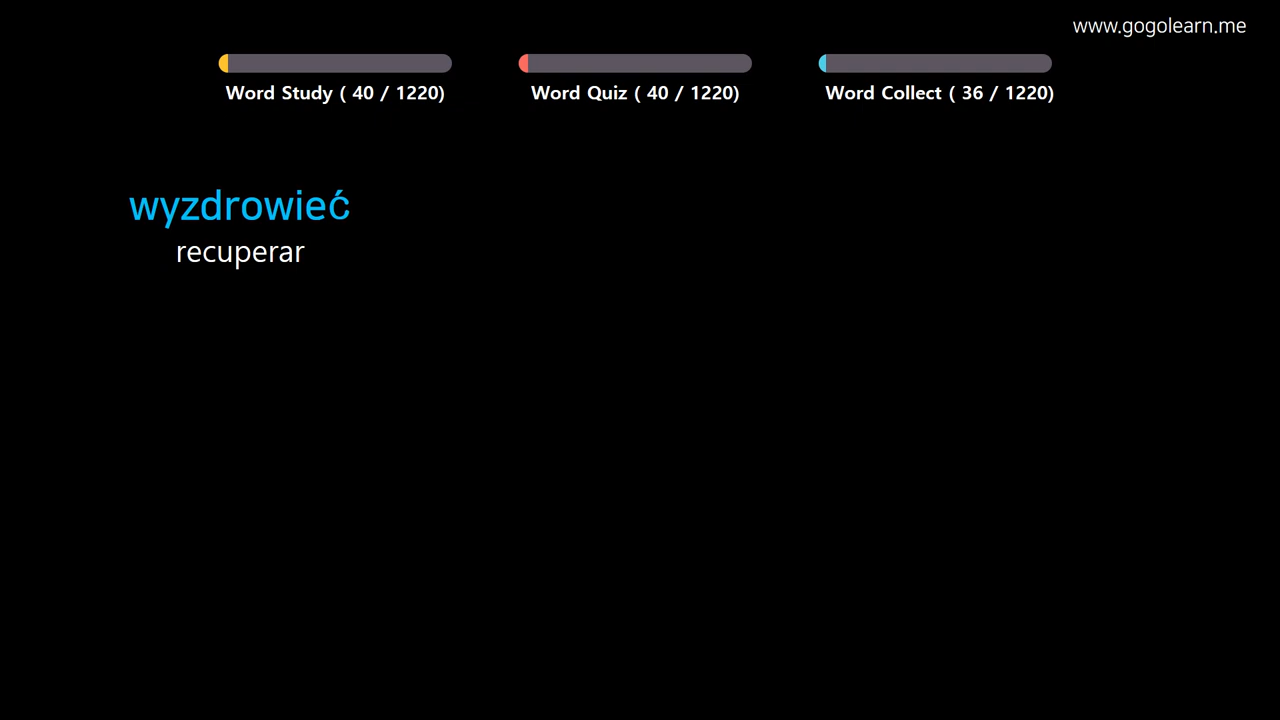 www.gogolearn.me
Word Study ( 40 / 1220)
Word Quiz ( 40 / 1220)
Word Collect ( 36 / 1220)
wyzdrowieć
recuperar